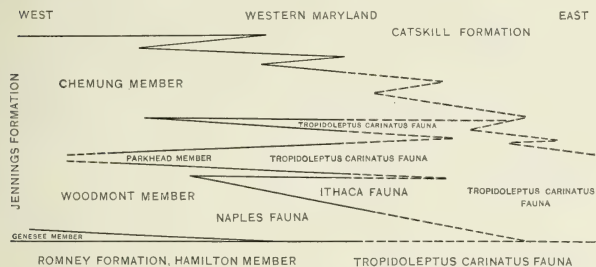 WEST
WESTERN MARYLAND
EAST
CATSKILL FORMATION
JENNINGS FORMATION
CHEMUNG MEMBER
TROPIDOLEPTUS CARINATUS FAUNA
PARKHEAD MEMBER
TROPIDOLEPTUS CARINATUS FAUNA
WOODMONT MEMBER
ITHACA FAUNA
TROPIDOLEPTUS CARINATUS
FAUNA
NAPLES FAUNA
GENESEE MEMBER
ROMNEY FORMATION, HAMILTON MEMBER
TROPIDOLEPTUS CARINATUS FAUNA